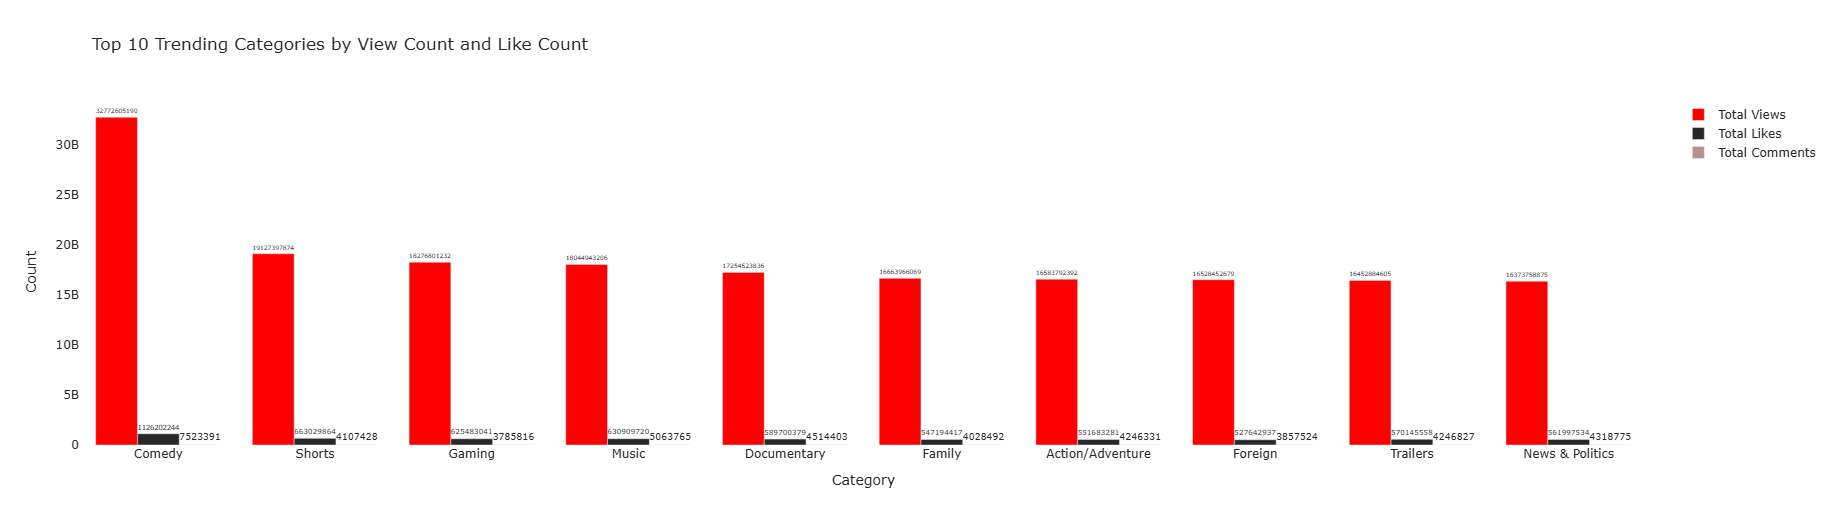 Top 10 Trending Categories by View Count and Like Count
Total Views
Total Likes
Total Comments
Count
30B
25B
20B
15B
10B
5B
0
32772605190
1126202244
7523391
19127397874
663029864
4107428
18276801232
625483041
3785816
18044943206
630909720
5063765
17254523836
589700379
4514403
16663966069
547194417
4028492
16583792392
551683281
4246331
16528452679
527642937
3857524
16452884605
570145558
4246827
16373758875
561997534
4318775
Comedy
Shorts
Gaming
Music
Documentary
Family
Action/Adventure
Foreign
Trailers
News & Politics
Category